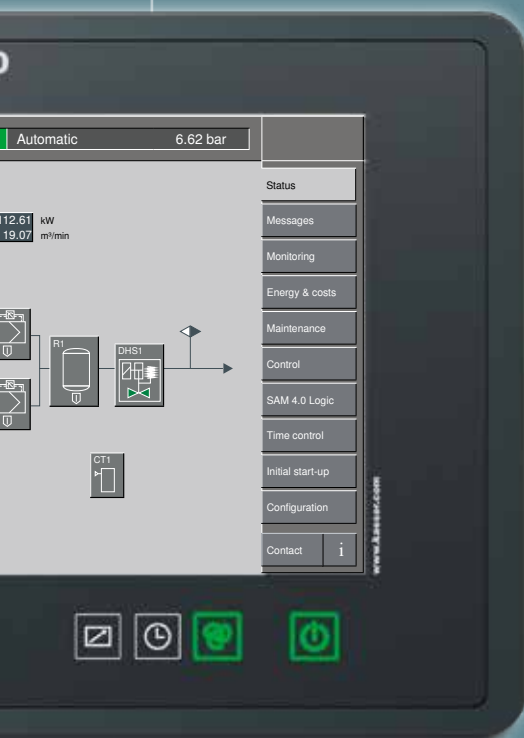 Automatic 6.62 bar
Status
112.61 kW
19.07 m³/min
Messages
Monitoring
Energy & costs
Maintenance
R1
DHS1
Control
SAM 4.0 Logic
Time control
CT1
Initial start-up
Configuration
Contact i
www.kaeser.com